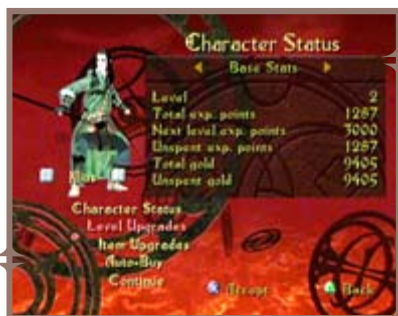 Character Status
Base Stats
Level 2
Total exp. points 1287
Next level exp. points 3000
Unspent exp. points 1287
Total gold 9405
Unspent gold 9405
Character Status
Level Upgrades
Item Upgrades
Auto-Buy
Continue
Accept
Back